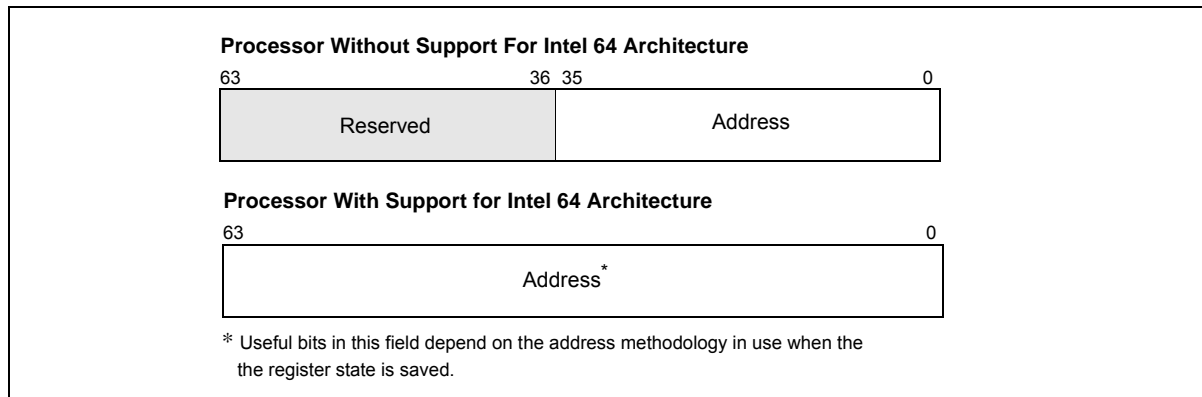 Processor Without Support For Intel 64 Architecture
63 36 35 0
Reserved Address
Processor With Support for Intel 64 Architecture
63 0
Address*
* Useful bits in this field depend on the address methodology in use when the
the register state is saved.